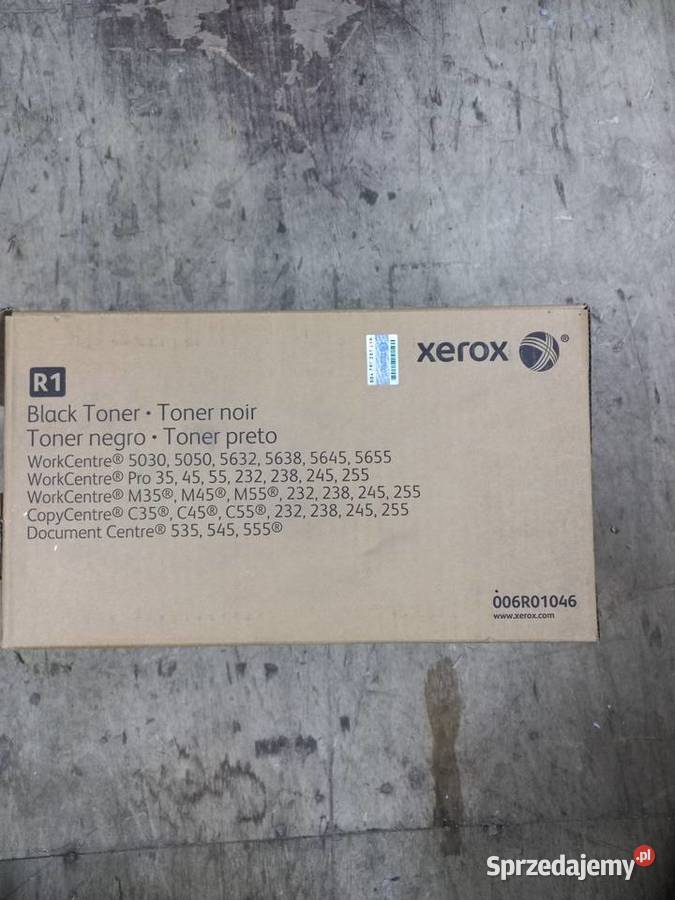 xerox ®
R1
Black Toner • Toner noir
Toner negro • Toner preto
WorkCentre® 5030, 5050, 5632, 5638, 5645, 5655
WorkCentre® Pro 35, 45, 55, 232, 238, 245, 255
WorkCentre® M35®, M45®, M55®, 232, 238, 245, 255
CopyCentre® C35®, C45®, C55®, 232, 238, 245, 255
Document Centre® 535, 545, 555®
006R01046
www.xerox.com
Sprzedajemy.pl